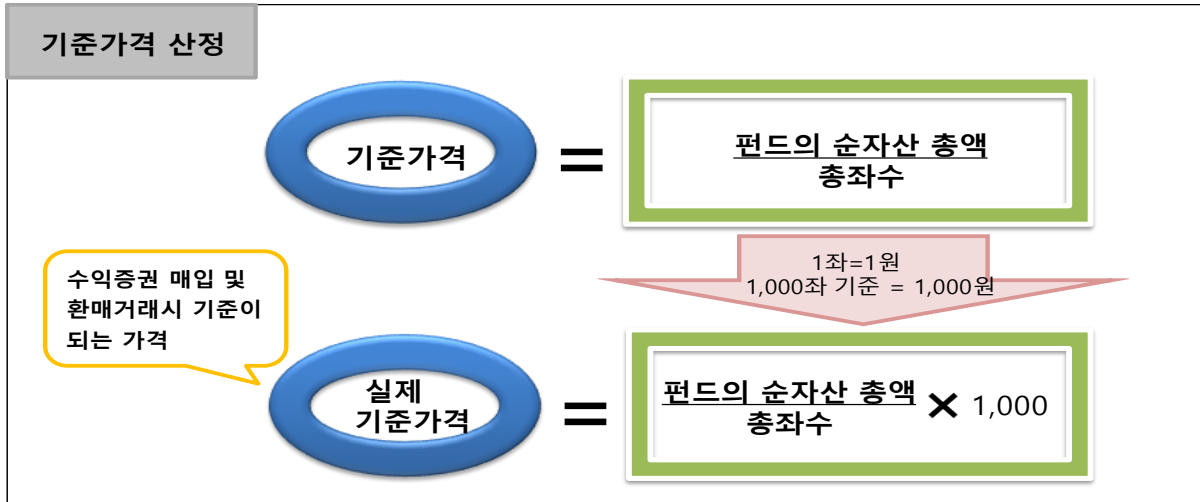 기준가격 산정
기준가격
=
펀드의 순자산 총액
총좌수
1좌=1원
1,000좌 기준 = 1,000원
수익증권 매입 및
환매거래시 기준이
되는 가격
실제
기준가격
=
펀드의 순자산 총액
총좌수
× 1,000